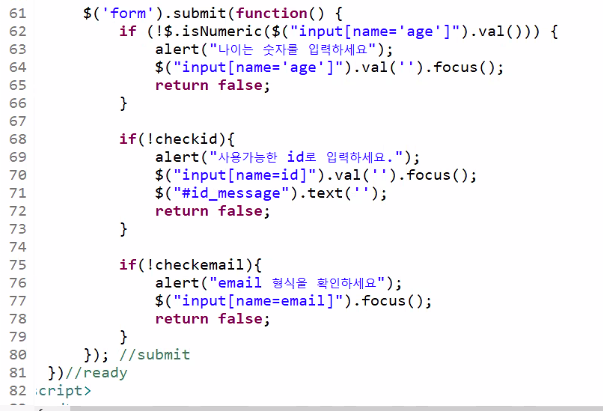 61 $('form').submit(function() {
62 if (!$.isNumeric($("input[name='age']").val())) {
63 alert("나이는 숫자를 입력하세요");
64 $("input[name='age']").val('').focus();
65 return false;
66 }
67
68 if(!checkid){
69 alert("사용가능한 id로 입력하세요.");
70 $("input[name=id]").val('').focus();
71 $("#id_message").text('');
72 return false;
73 }
74
75 if(!checkemail){
76 alert("email 형식을 확인하세요");
77 $("input[name=email]").focus();
78 return false;
79 }
80 }); //submit
81 })//ready
82 cript>